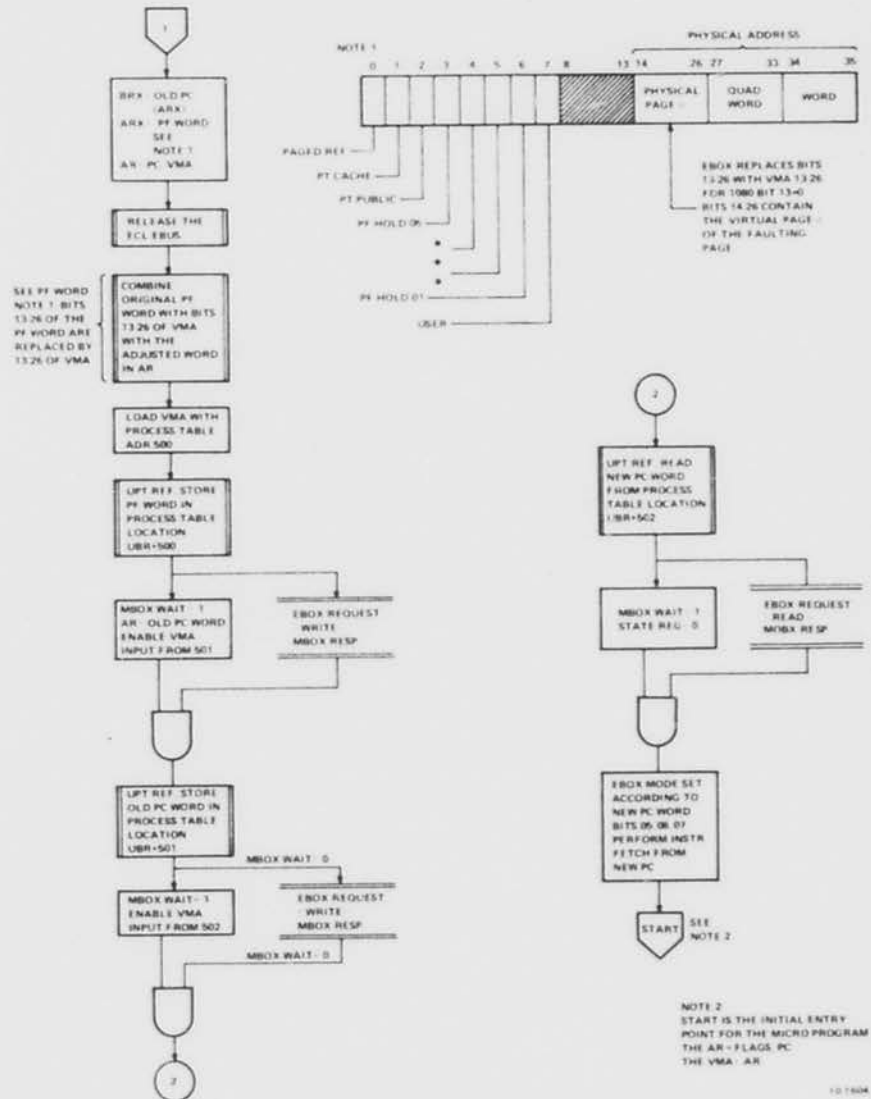 1
BRX - OLD PC
(ARX)
ARX - PF WORD
SEE
NOTE 1
AR - PC, VMA
RELEASE THE
ECL EBUS
SEE PF WORD
NOTE 1 BITS
13-26 OF THE
PF WORD ARE
REPLACED BY
13-26 OF VMA
COMBINE
ORIGINAL PF
WORD WITH BITS
13-26 OF VMA
WITH THE
ADJUSTED WORD
IN AR
LOAD VMA WITH
PROCESS TABLE
ADR 500
UPT REF. STORE
PF WORD IN
PROCESS TABLE
LOCATION
UBR+500
MBOX WAIT - 1
AR - OLD PC WORD
ENABLE VMA
INPUT FROM 501
EBOX REQUEST
- WRITE
MBOX RESP
UPT REF. STORE
OLD PC WORD IN
PROCESS TABLE
LOCATION
UBR+501
MBOX WAIT - 0
MBOX WAIT - 1
ENABLE VMA
INPUT FROM 502
EBOX REQUEST
- WRITE
MBOX RESP
MBOX WAIT - 0
2
NOTE 1
PHYSICAL ADDRESS
0 1 2 3 4 5 6 7 8 13 14 26 27 33 34 35
PHYSICAL
PAGE
QUAD
WORD
WORD
PAGED REF
PT CACHE
PT PUBLIC
PF HOLD 06
PF HOLD 01
USER
EBOX REPLACES BITS
13-26 WITH VMA 13-26
FOR 1080 BIT 13=0
BITS 14-26 CONTAIN
THE VIRTUAL PAGE
OF THE FAULTING
PAGE
2
UPT REF. READ
NEW PC WORD
FROM PROCESS
TABLE LOCATION
UBR+502
MBOX WAIT - 1
STATE REG - 0
EBOX REQUEST
- READ
MOBX RESP
EBOX MODE SET
ACCORDING TO
NEW PC WORD
BITS 05, 06, 07
PERFORM INSTR
FETCH FROM
NEW PC
START
SEE
NOTE 2
NOTE 2
START IS THE INITIAL ENTRY
POINT FOR THE MICRO PROGRAM
THE AR - FLAGS, PC
THE VMA - AR
10-1604